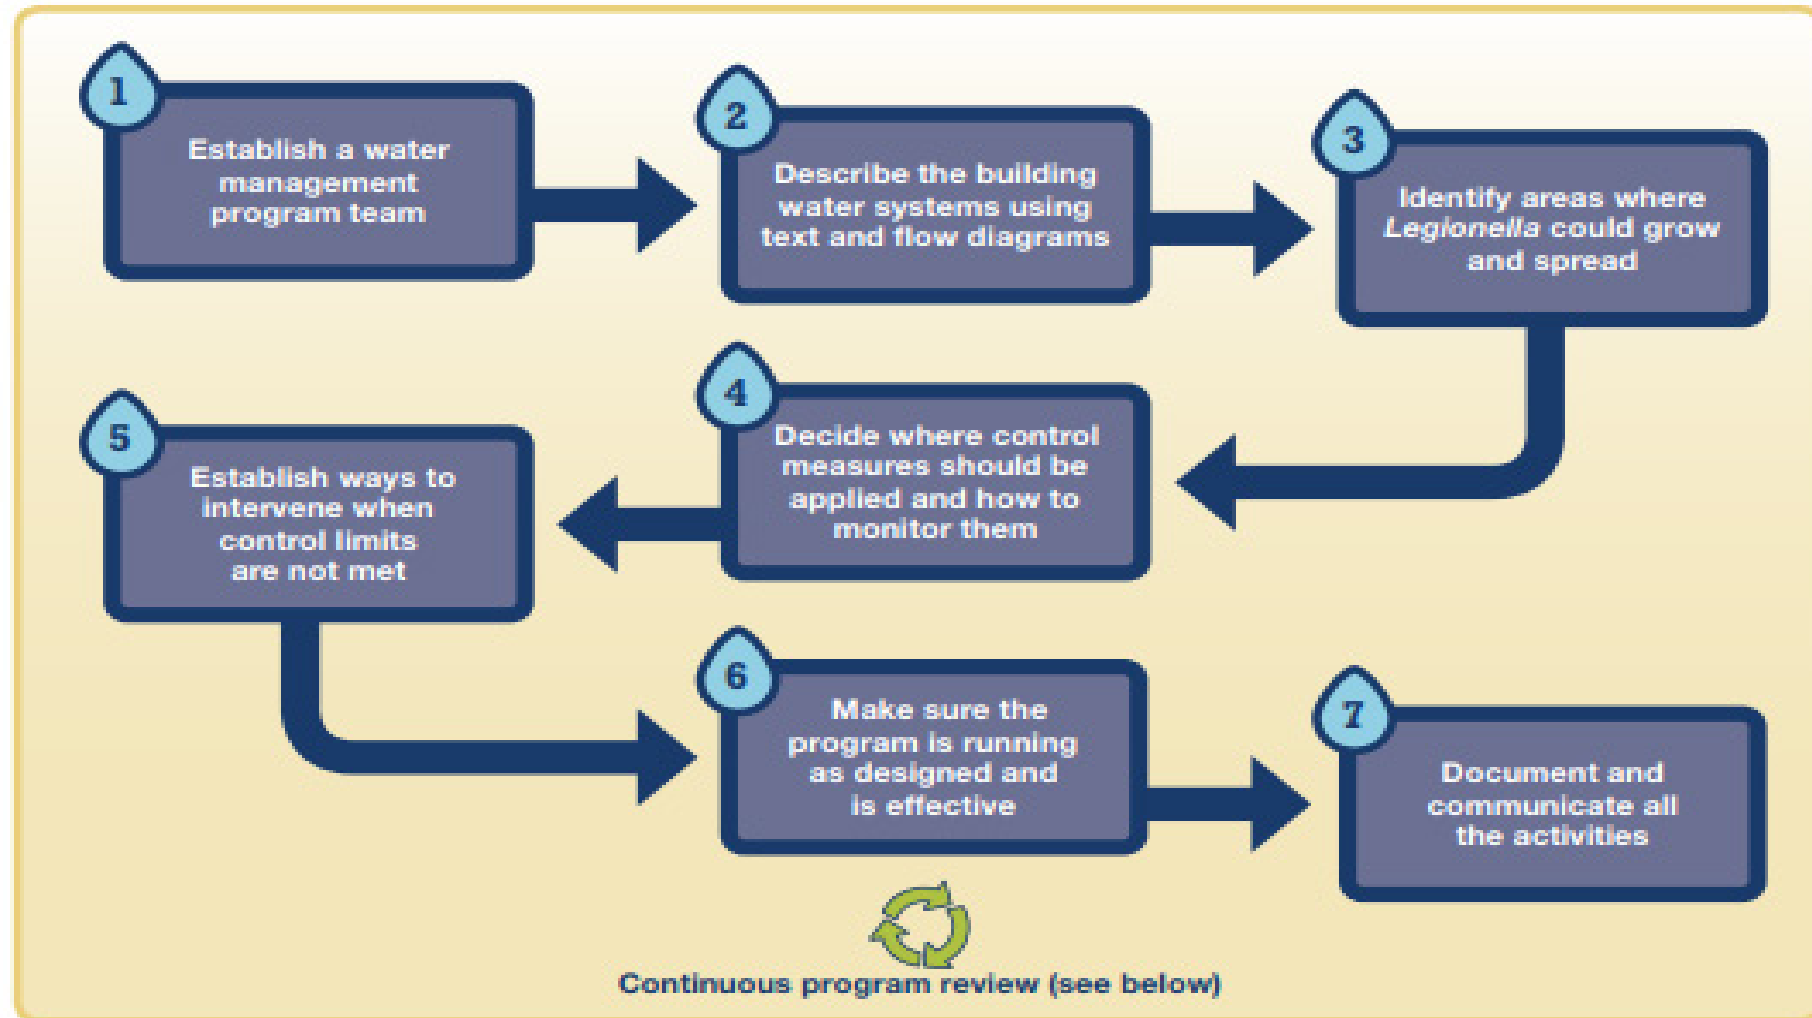 1
Establish a water
management
program team
2
Describe the building
water systems using
text and flow diagrams
3
Identify areas where
Legionella could grow
and spread
4
Decide where control
measures should be
applied and how to
monitor them
5
Establish ways to
intervene when
control limits
are not met
6
Make sure the
program is running
as designed and
is effective
7
Document and
communicate all
the activities
Continuous program review (see below)